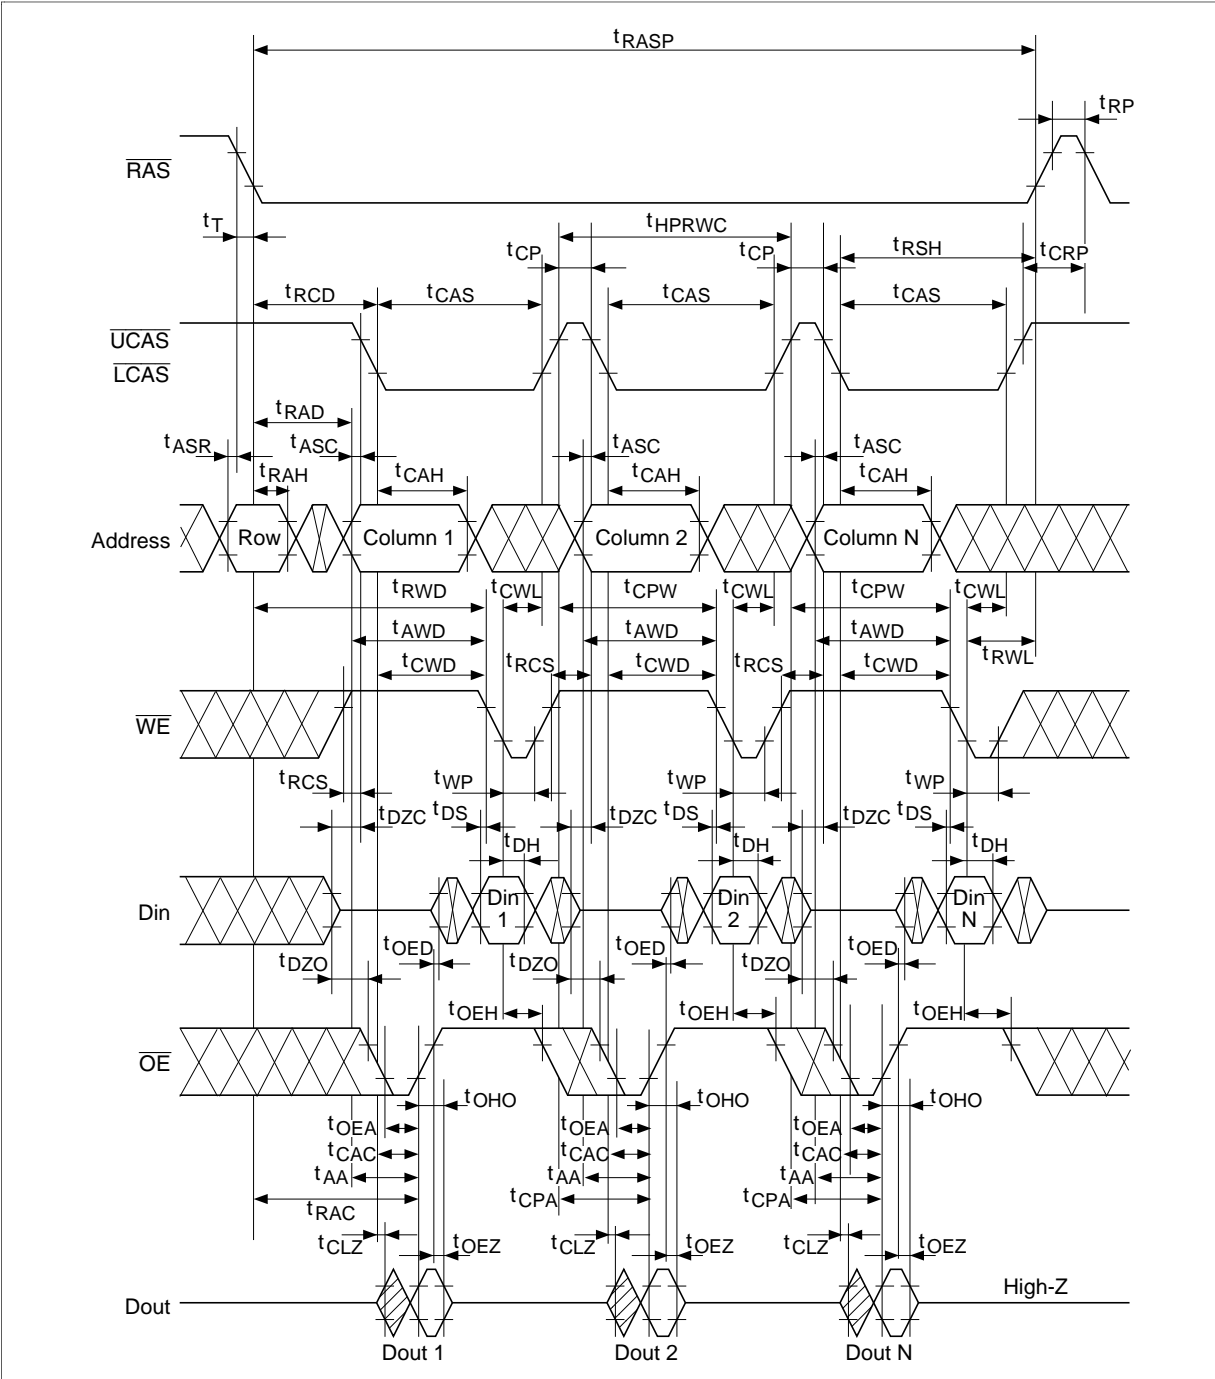 tRASP
tRP
RAS
tT
tHPRWC
tCP
tCP
tRSH
tCRP
tRCD
tCAS
tCAS
tCAS
UCAS
LCAS
tRAD
tASR
tASC
tASC
tASC
tRAH
tCAH
tCAH
tCAH
Address
Row
Column 1
Column 2
Column N
tRWD
tCWL
tCPW
tCWL
tCPW
tCWL
tAWD
tAWD
tAWD
tRWL
tCWD
tRCS
tCWD
tRCS
tCWD
WE
tRCS
tWP
tWP
tWP
tDZC
tDS
tDZC
tDS
tDZC
tDS
tDH
tDH
tDH
Din
Din
1
Din
2
Din
N
tOED
tOED
tOED
tDZO
tDZO
tDZO
tOEH
tOEH
tOEH
OE
tOHO
tOHO
tOHO
tOEA
tOEA
tOEA
tCAC
tCAC
tCAC
tAA
tAA
tAA
tRAC
tCPA
tCPA
tCLZ
tOEZ
tCLZ
tOEZ
tCLZ
tOEZ
High-Z
Dout
Dout 1
Dout 2
Dout N